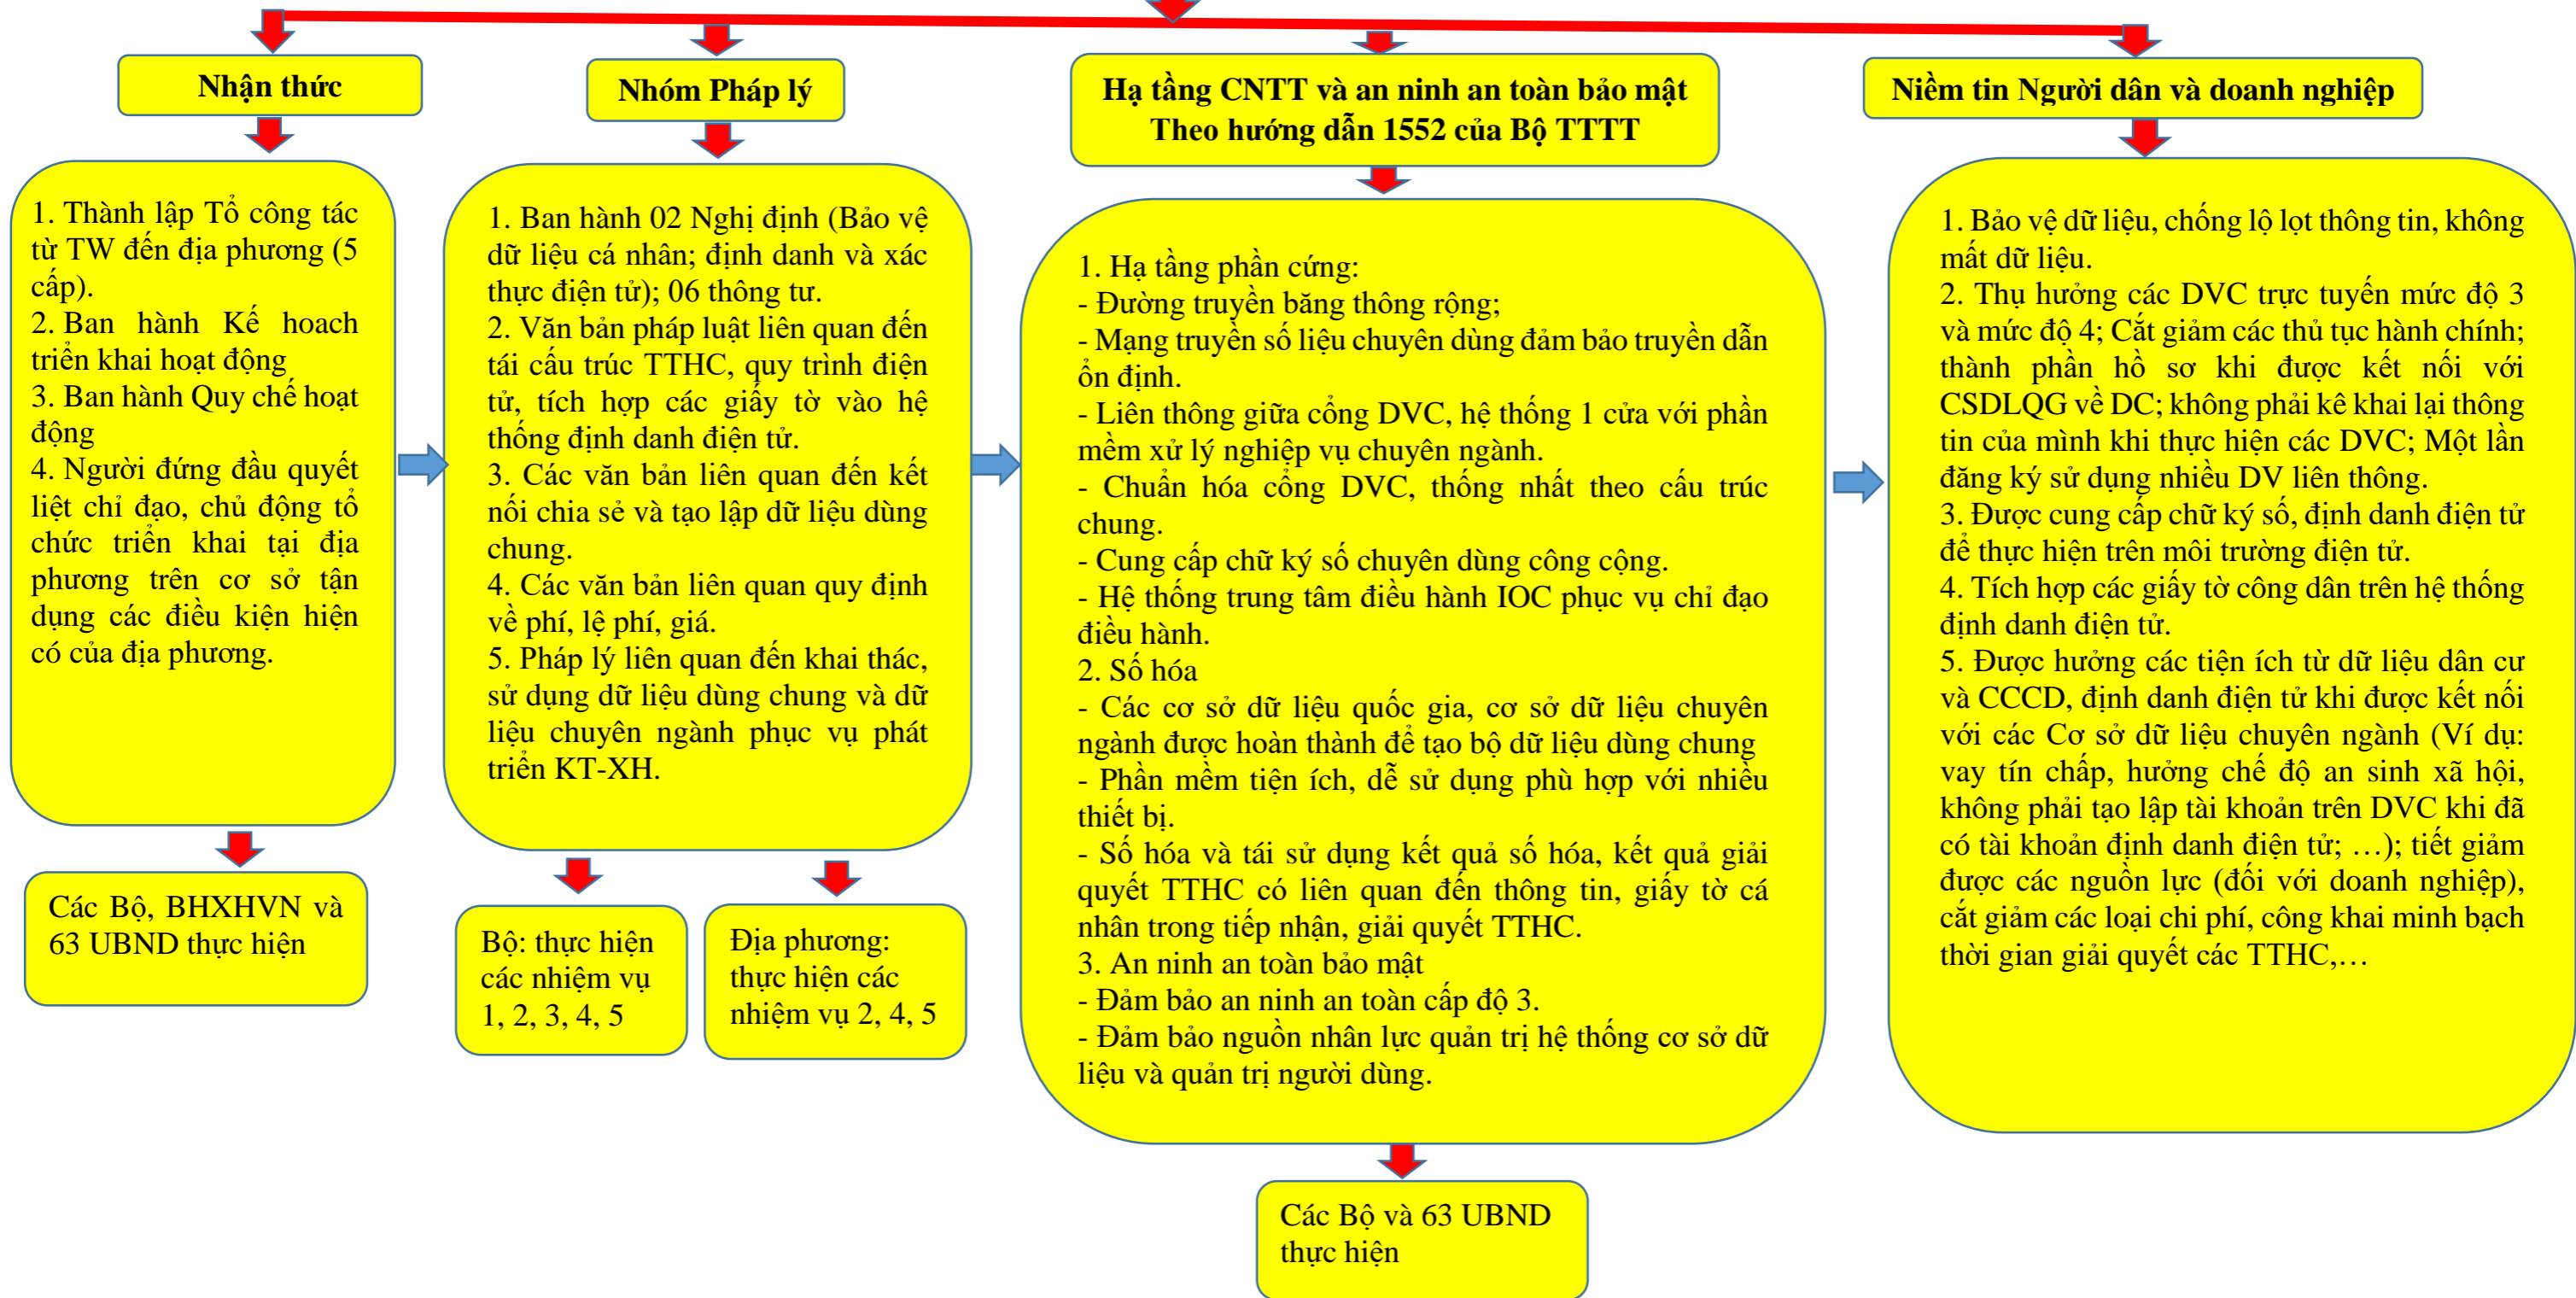 Nhận thức
1. Thành lập Tổ công tác
từ TW đến địa phương (5
cấp).
2. Ban hành Kế hoach
triển khai hoạt động
3. Ban hành Quy chế hoạt
động
4. Người đứng đầu quyết
liệt chỉ đạo, chủ động tổ
chức triển khai tại địa
phương trên cơ sở tận
dụng các điều kiện hiện
có của địa phương.
Các Bộ, BHXHVN và
63 UBND thực hiện
Nhóm Pháp lý
1. Ban hành 02 Nghị định (Bảo vệ
dữ liệu cá nhân; định danh và xác
thực điện tử); 06 thông tư.
2. Văn bản pháp luật liên quan đến
tái cấu trúc TTHC, quy trình điện
tử, tích hợp các giấy tờ vào hệ
thống định danh điện tử.
3. Các văn bản liên quan đến kết
nối chia sẻ và tạo lập dữ liệu dùng
chung.
4. Các văn bản liên quan quy định
về phí, lệ phí, giá.
5. Pháp lý liên quan đến khai thác,
sử dụng dữ liệu dùng chung và dữ
liệu chuyên ngành phục vụ phát
triển KT-XH.
Bộ: thực hiện
các nhiệm vụ
1, 2, 3, 4, 5
Địa phương:
thực hiện các
nhiệm vụ 2, 4, 5
Hạ tầng CNTT và an ninh an toàn bảo mật
Theo hướng dẫn 1552 của Bộ TTTT
1. Hạ tầng phần cứng:
- Đường truyền băng thông rộng;
- Mạng truyền số liệu chuyên dùng đảm bảo truyền dẫn
ổn định.
- Liên thông giữa cổng DVC, hệ thống 1 cửa với phần
mềm xử lý nghiệp vụ chuyên ngành.
- Chuẩn hóa cổng DVC, thống nhất theo cấu trúc
chung.
- Cung cấp chữ ký số chuyên dùng công cộng.
- Hệ thống trung tâm điều hành IOC phục vụ chỉ đạo
điều hành.
2. Số hóa
- Các cơ sở dữ liệu quốc gia, cơ sở dữ liệu chuyên
ngành được hoàn thành để tạo bộ dữ liệu dùng chung
- Phần mềm tiện ích, dễ sử dụng phù hợp với nhiều
thiết bị.
- Số hóa và tái sử dụng kết quả số hóa, kết quả giải
quyết TTHC có liên quan đến thông tin, giấy tờ cá
nhân trong tiếp nhận, giải quyết TTHC.
3. An ninh an toàn bảo mật
- Đảm bảo an ninh an toàn cấp độ 3.
- Đảm bảo nguồn nhân lực quản trị hệ thống cơ sở dữ
liệu và quản trị người dùng.
Các Bộ và 63 UBND
thực hiện
Niềm tin Người dân và doanh nghiệp
1. Bảo vệ dữ liệu, chống lộ lọt thông tin, không
mất dữ liệu.
2. Thụ hưởng các DVC trực tuyến mức độ 3
và mức độ 4; Cắt giảm các thủ tục hành chính;
thành phần hồ sơ khi được kết nối với
CSDLQG về DC; không phải kê khai lại thông
tin của mình khi thực hiện các DVC; Một lần
đăng ký sử dụng nhiều DV liên thông.
3. Được cung cấp chữ ký số, định danh điện tử
để thực hiện trên môi trường điện tử.
4. Tích hợp các giấy tờ công dân trên hệ thống
định danh điện tử.
5. Được hưởng các tiện ích từ dữ liệu dân cư
và CCCD, định danh điện tử khi được kết nối
với các Cơ sở dữ liệu chuyên ngành (Ví dụ:
vay tín chấp, hưởng chế độ an sinh xã hội,
không phải tạo lập tài khoản trên DVC khi đã
có tài khoản định danh điện tử; …); tiết giảm
được các nguồn lực (đối với doanh nghiệp),
cắt giảm các loại chi phí, công khai minh bạch
thời gian giải quyết các TTHC,…